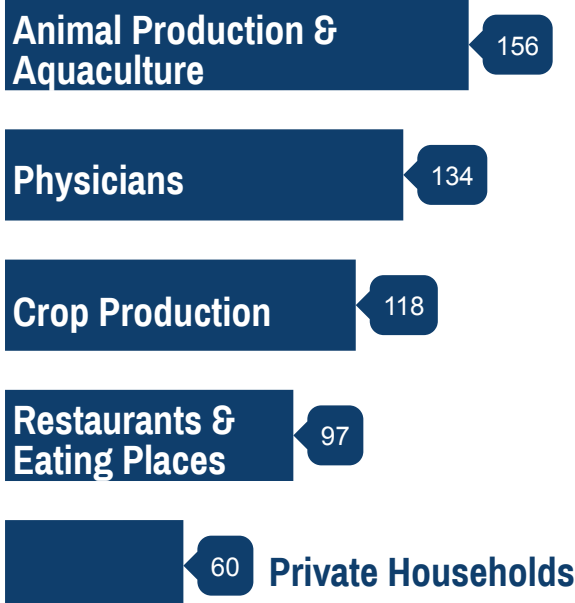 Animal Production &
Aquaculture
156
Physicians
134
Crop Production
118
Restaurants &
Eating Places
97
60
Private Households